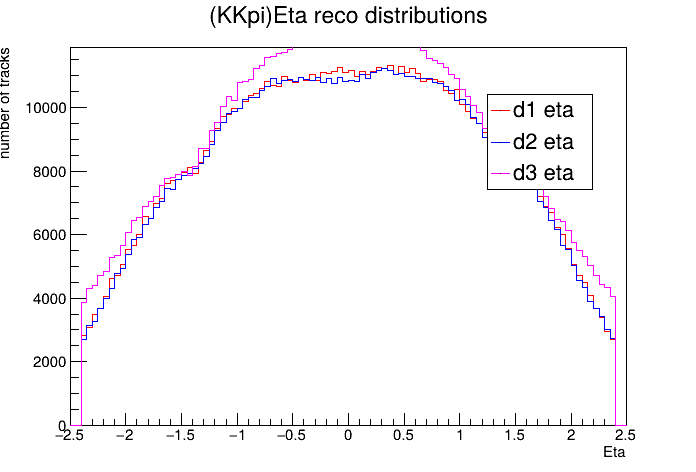 (KKpi)Eta reco distributions
number of tracks
10000
8000
6000
4000
2000
0
d1 eta
d2 eta
d3 eta
−2.5 −2 −1.5 −1 −0.5 0 0.5 1 1.5 2 2.5
Eta